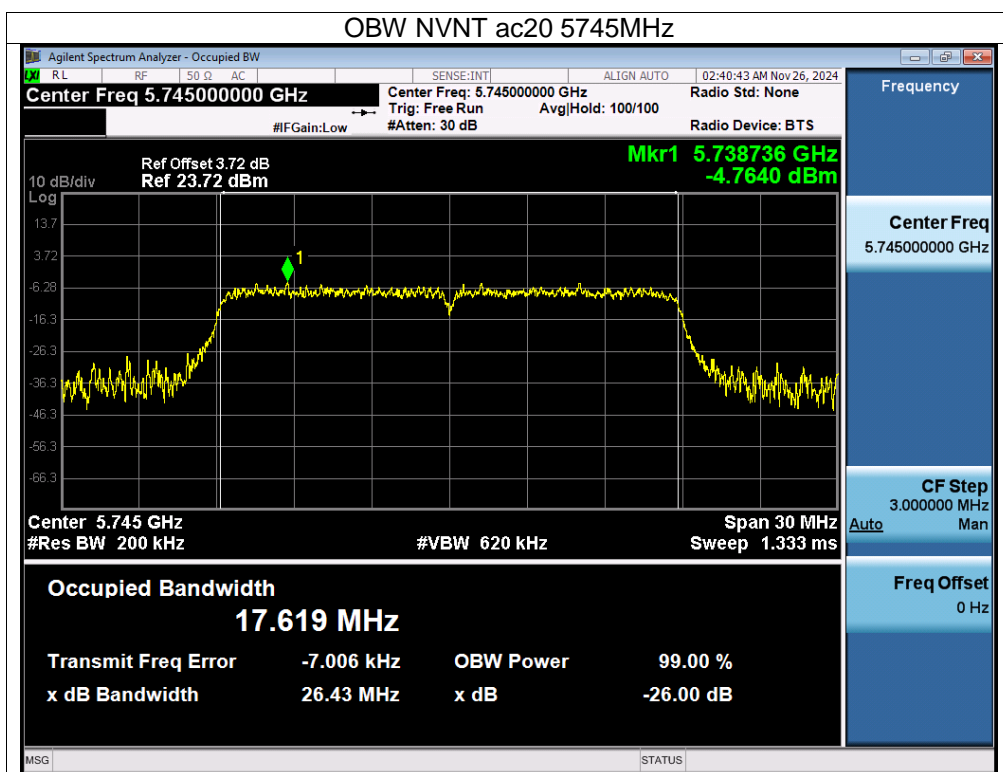 OBW NVNT ac20 5745MHz
Agilent Spectrum Analyzer - Occupied BW
LXI RL RF 50 Ω AC SENSE:INT ALIGN AUTO 02:40:43 AM Nov 26, 2024
Center Freq 5.745000000 GHz
Center Freq: 5.745000000 GHz
Radio Std: None
Trig: Free Run Avg|Hold: 100/100
#IFGain:Low
#Atten: 30 dB
Radio Device: BTS
Mkr1 5.738736 GHz
-4.7640 dBm
Ref Offset 3.72 dB
10 dB/div Ref 23.72 dBm
Log
13.7
3.72
-6.28
-16.3
-26.3
-36.3
-46.3
-56.3
-66.3
1
Center 5.745 GHz
Span 30 MHz
#Res BW 200 kHz
#VBW 620 kHz
Sweep 1.333 ms
Occupied Bandwidth
17.619 MHz
Transmit Freq Error -7.006 kHz OBW Power 99.00 %
x dB Bandwidth 26.43 MHz x dB -26.00 dB
MSG STATUS
Frequency
Center Freq
5.745000000 GHz
CF Step
3.000000 MHz
Auto Man
Freq Offset
0 Hz